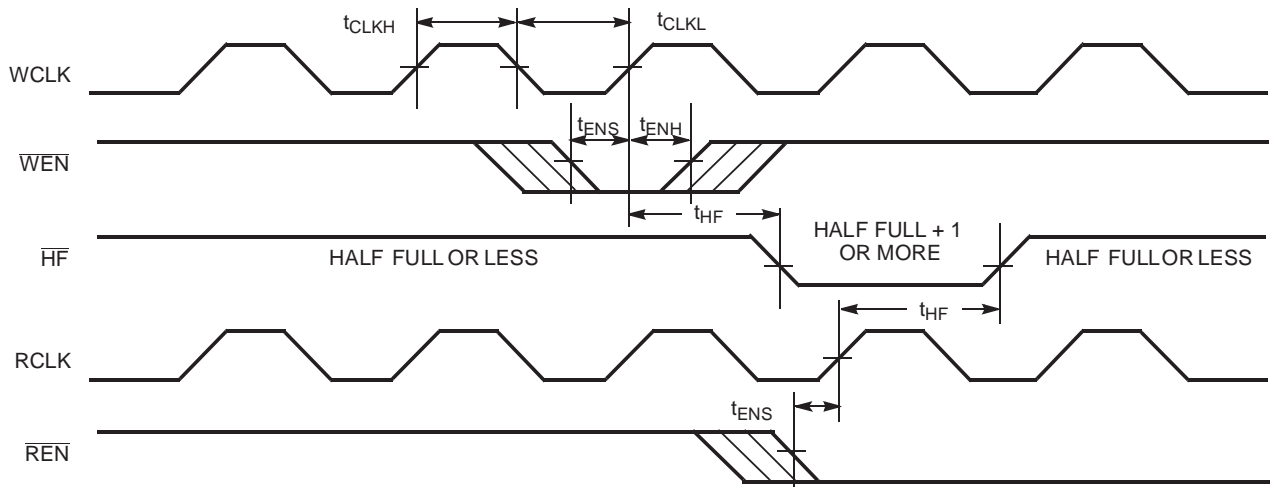 tCLKH
tCLKL
WCLK
tENS
tENH
WEN
tHF
HF
HALF FULL OR LESS
HALF FULL + 1
OR MORE
HALF FULL OR LESS
tHF
RCLK
tENS
REN